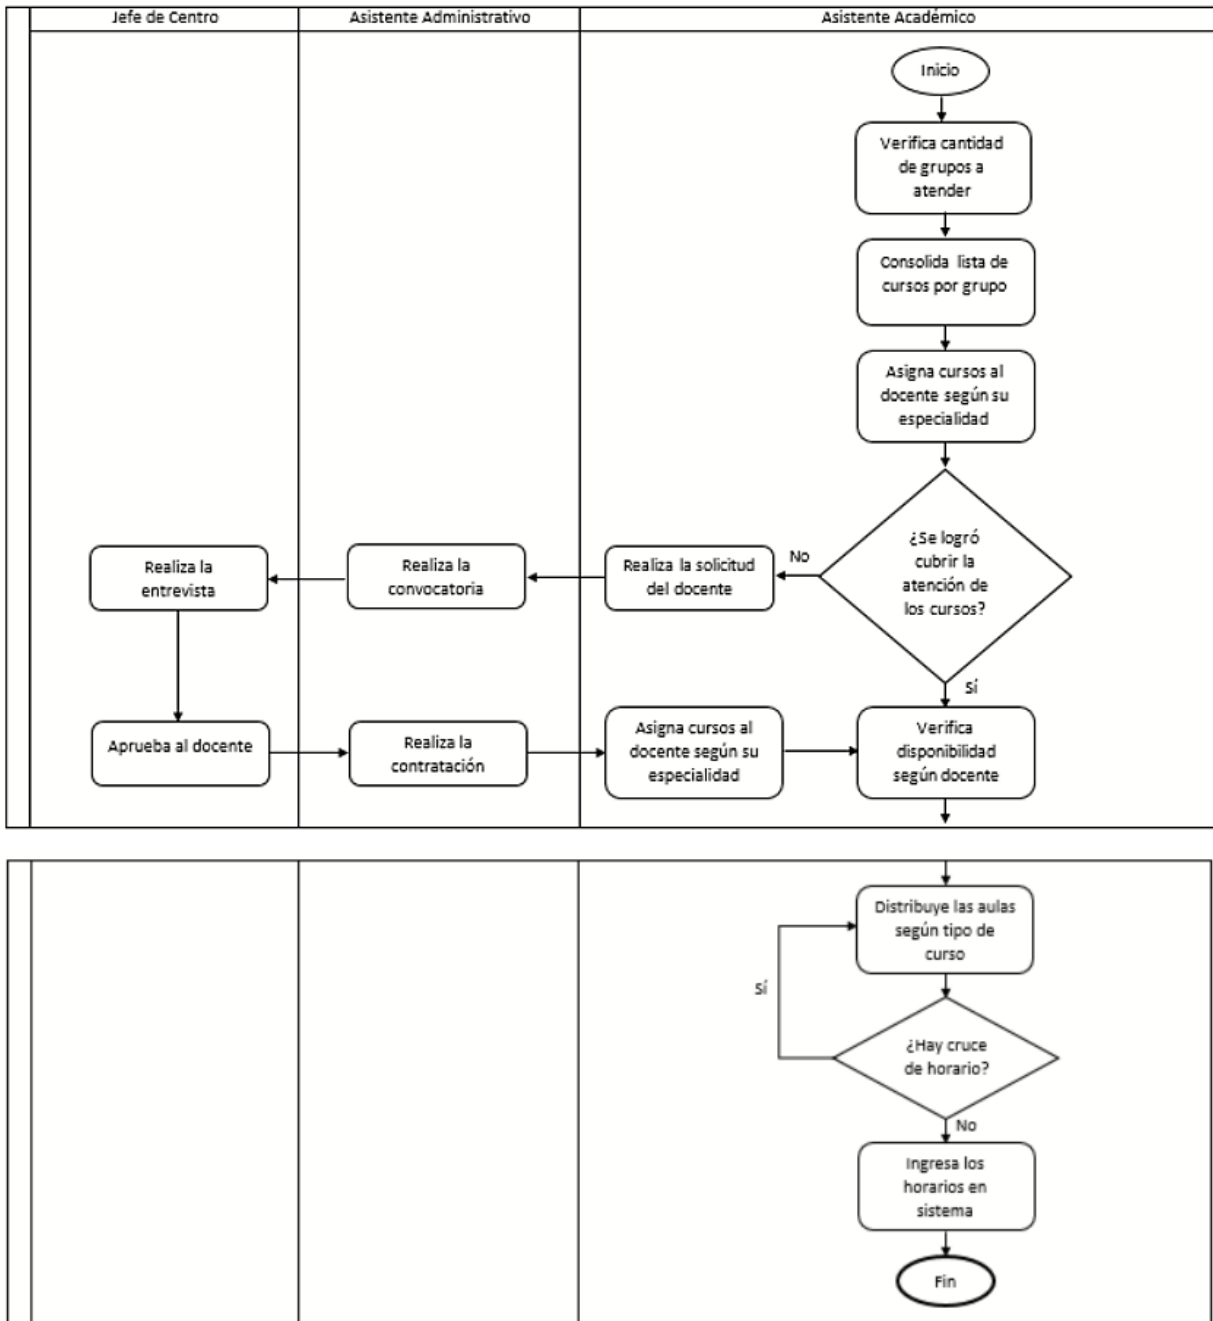 Jefe de Centro
Asistente Administrativo
Asistente Académico
Inicio
Verifica cantidad
de grupos a
atender
Consolida lista de
cursos por grupo
Asigna cursos al
docente según su
especialidad
¿Se logró
cubrir la
atención de
los cursos?
No
Realiza la solicitud
del docente
Realiza la
convocatoria
Realiza la
entrevista
Sí
Aprueba al docente
Realiza la
contratación
Asigna cursos al
docente según su
especialidad
Verifica
disponibilidad
según docente
Distribuye las aulas
según tipo de
curso
Sí
¿Hay cruce
de horario?
No
Ingresa los
horarios en
sistema
Fin